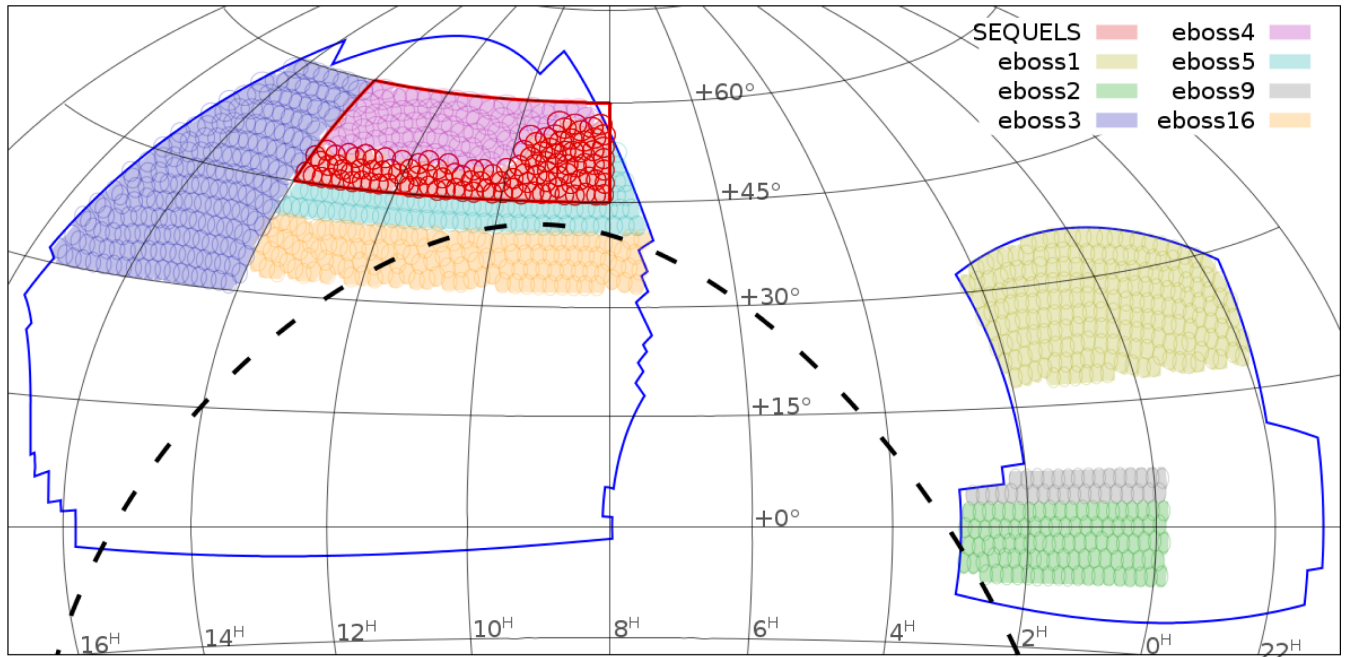 SEQUELS eboss4
eboss1 eboss5
eboss2 eboss9
eboss3 eboss16
+60°
+45°
+30°
+15°
+0°
16H 14H 12H 10H 8H 6H 4H 2H 0H 22H